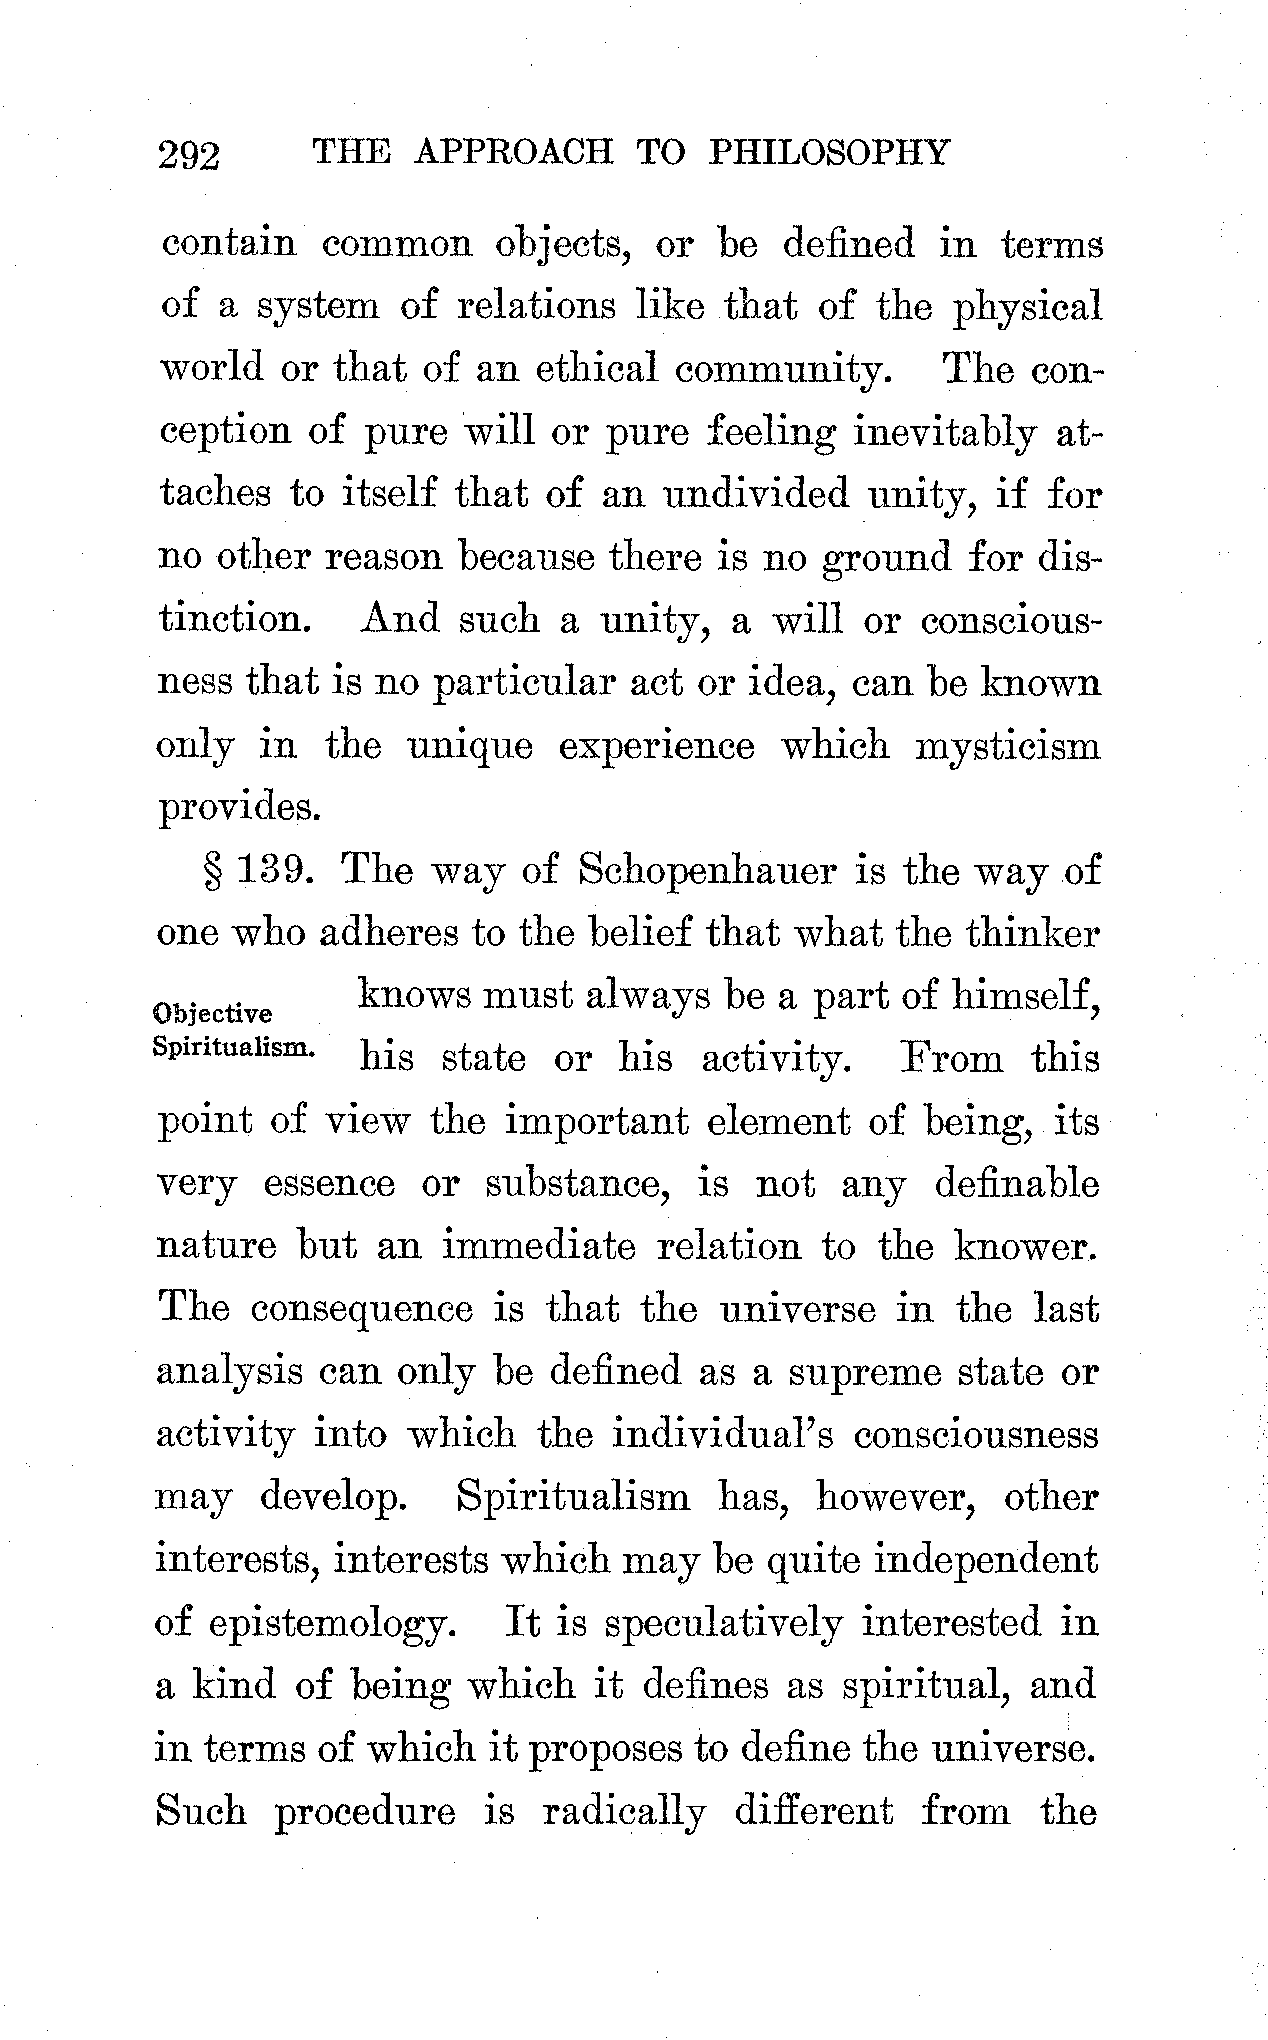 292 THE APPROACH TO PHILOSOPHY
contain common objects, or be defined in terms
of a system of relations like that of the physical
world or that of an ethical community. The con-
ception of pure will or pure feeling inevitably at-
taches to itself that of an undivided unity, if for
no other reason because there is no ground for dis-
tinction. And such a unity, a will or conscious-
ness that is no particular act or idea, can be known
only in the unique experience which mysticism
provides.
§ 139. The way of Schopenhauer is the way of
one who adheres to the belief that what the thinker
Objective
Spiritualism.
knows must always be a part of himself,
his state or his activity. From this
point of view the important element of being, its
very essence or substance, is not any definable
nature but an immediate relation to the knower.
The consequence is that the universe in the last
analysis can only be defined as a supreme state or
activity into which the individual's consciousness
may develop. Spiritualism has, however, other
interests, interests which may be quite independent
of epistemology. It is speculatively interested in
a kind of being which it defines as spiritual, and
in terms of which it proposes to define the universe.
Such procedure is radically different from the